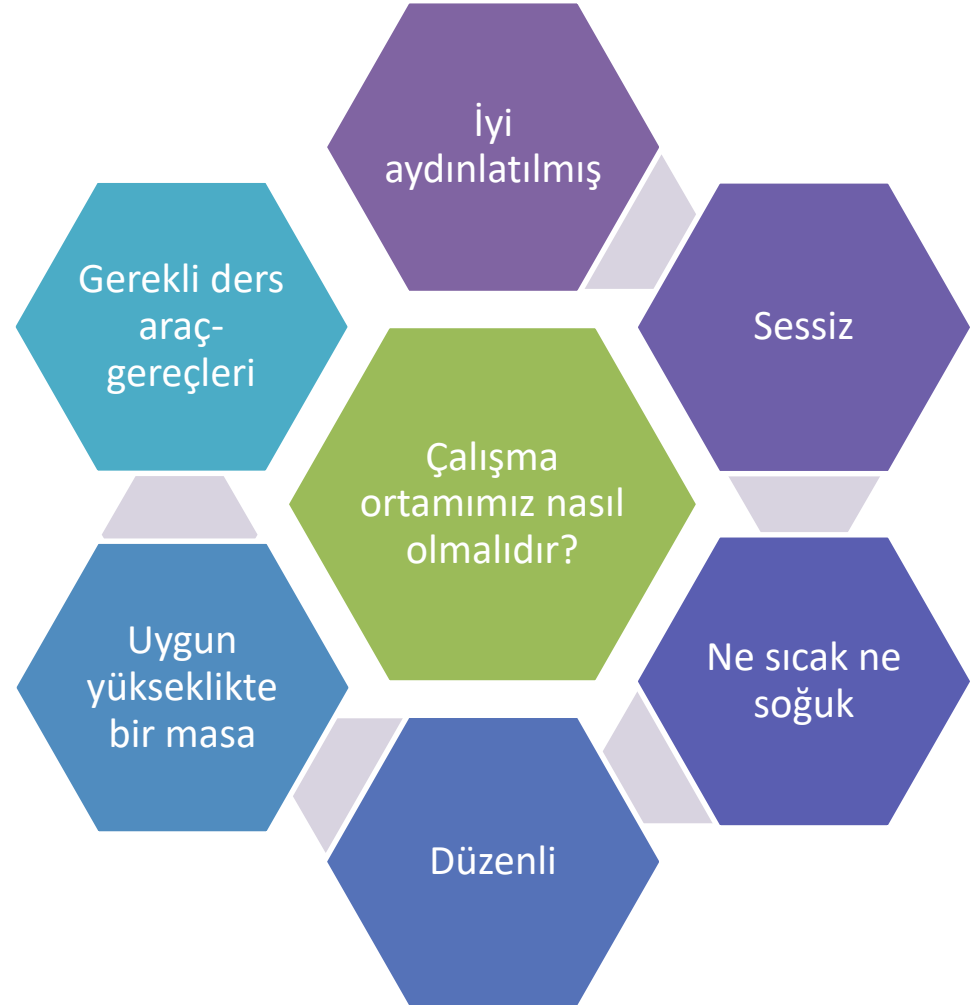 İyi
aydınlatılmış
Sessiz
Ne sıcak ne
soğuk
Düzenli
Uygun
yükseklikte
bir masa
Gerekli ders
araç-
gereçleri
Çalışma
ortamımız nasıl
olmalıdır?